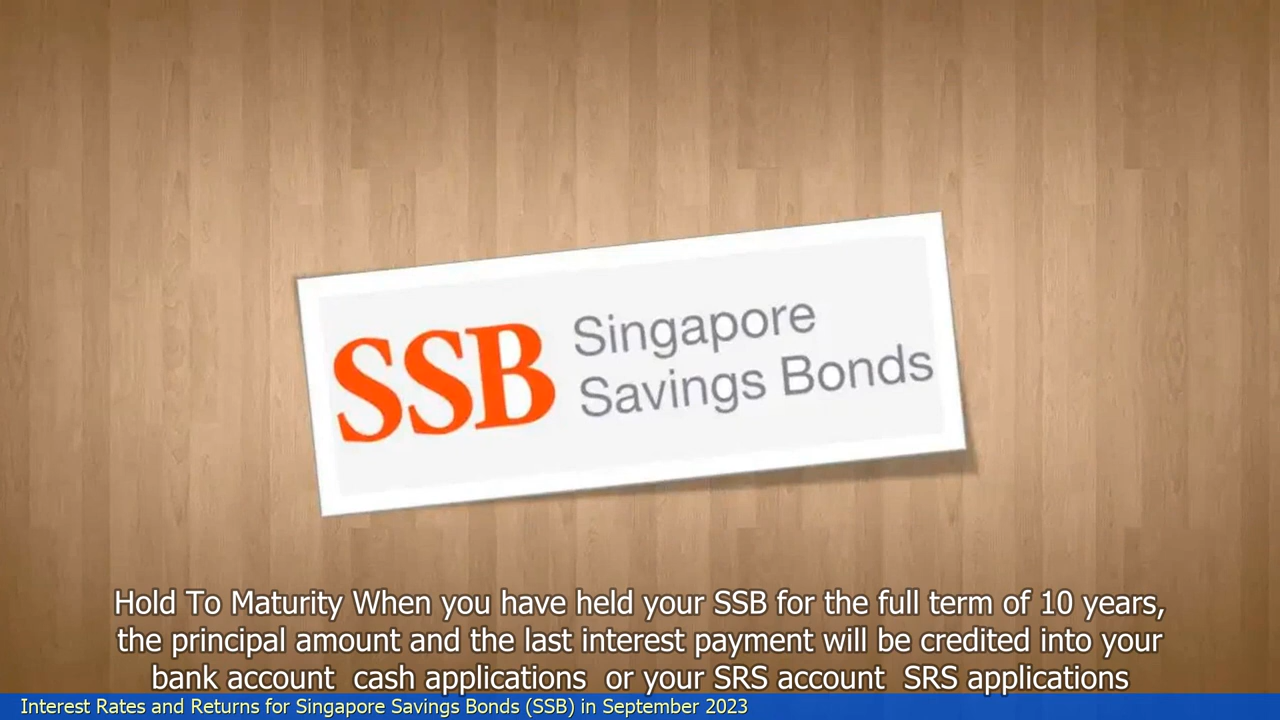 SSB
Singapore
Savings Bonds
Hold To Maturity When you have held your SSB for the full term of 10 years,
the principal amount and the last interest payment will be credited into your
bank account  cash applications  or your SRS account  SRS applications
Interest Rates and Returns for Singapore Savings Bonds (SSB) in September 2023